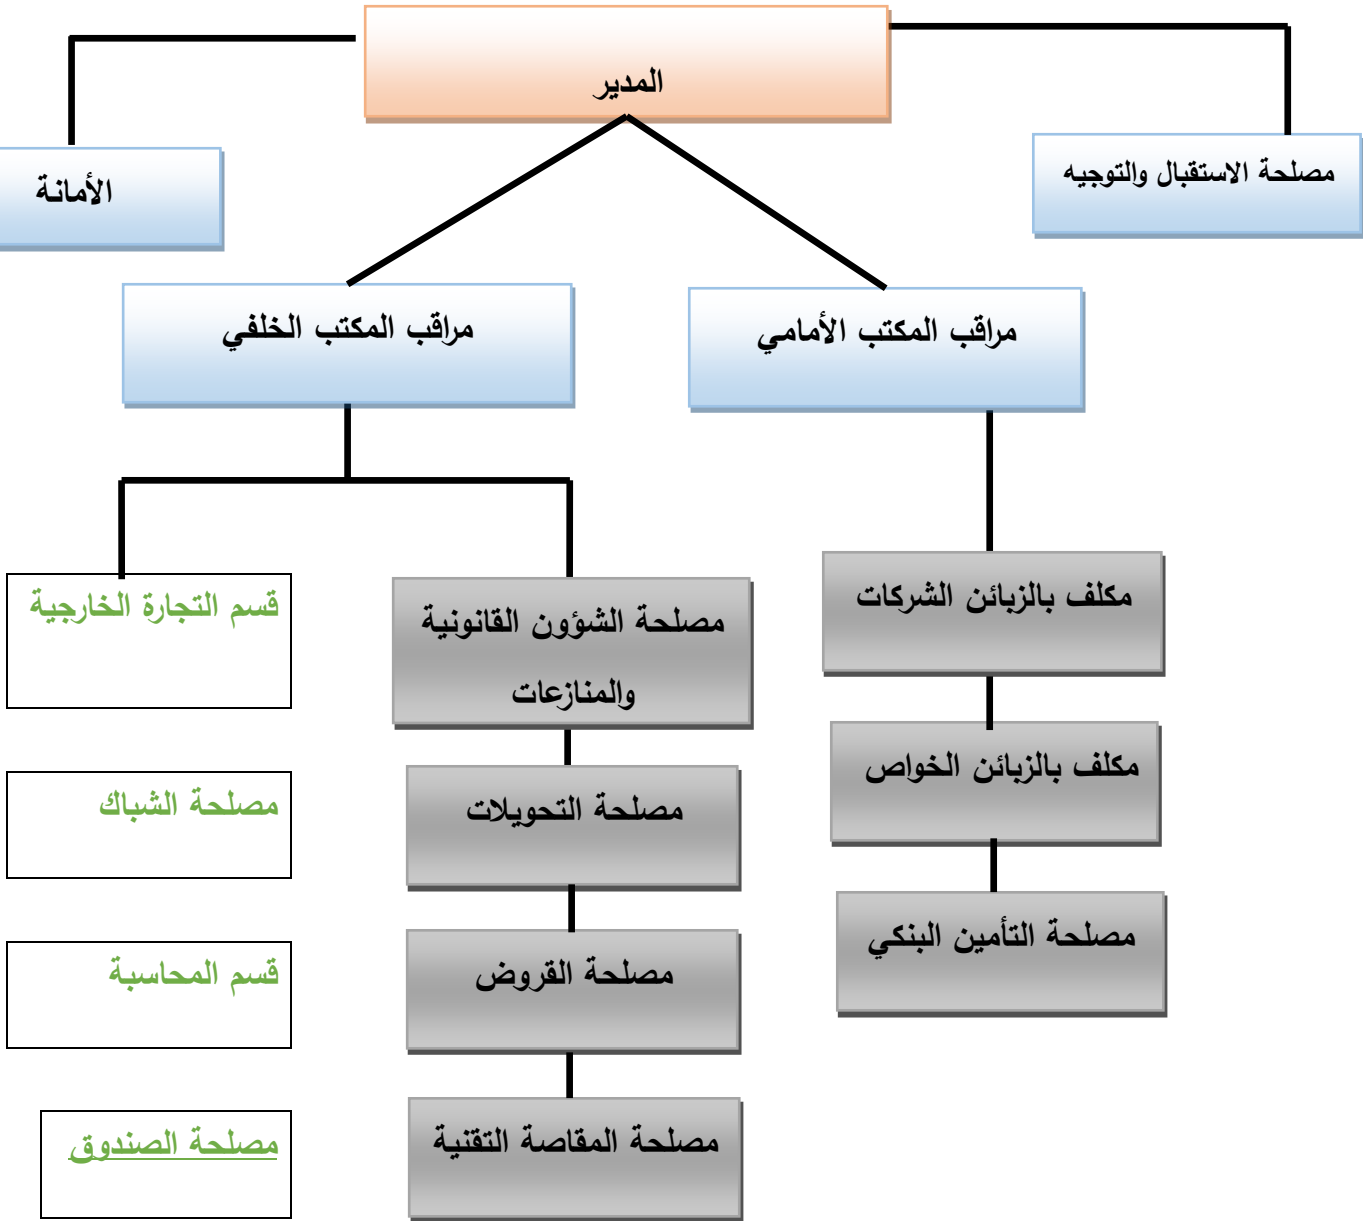 المدير
مصلحة الاستقبال والتوجيه
الأمانة
مراقب المكتب الأمامي
مراقب المكتب الخلفي
مكلف بالزبائن الشركات
مصلحة الشؤون القانونية
والمنازعات
قسم التجارة الخارجية
مكلف بالزبائن الخواص
مصلحة التحويلات
مصلحة الشباك
مصلحة التأمين البنكي
مصلحة القروض
قسم المحاسبة
مصلحة المقاصة التقنية
مصلحة الصندوق